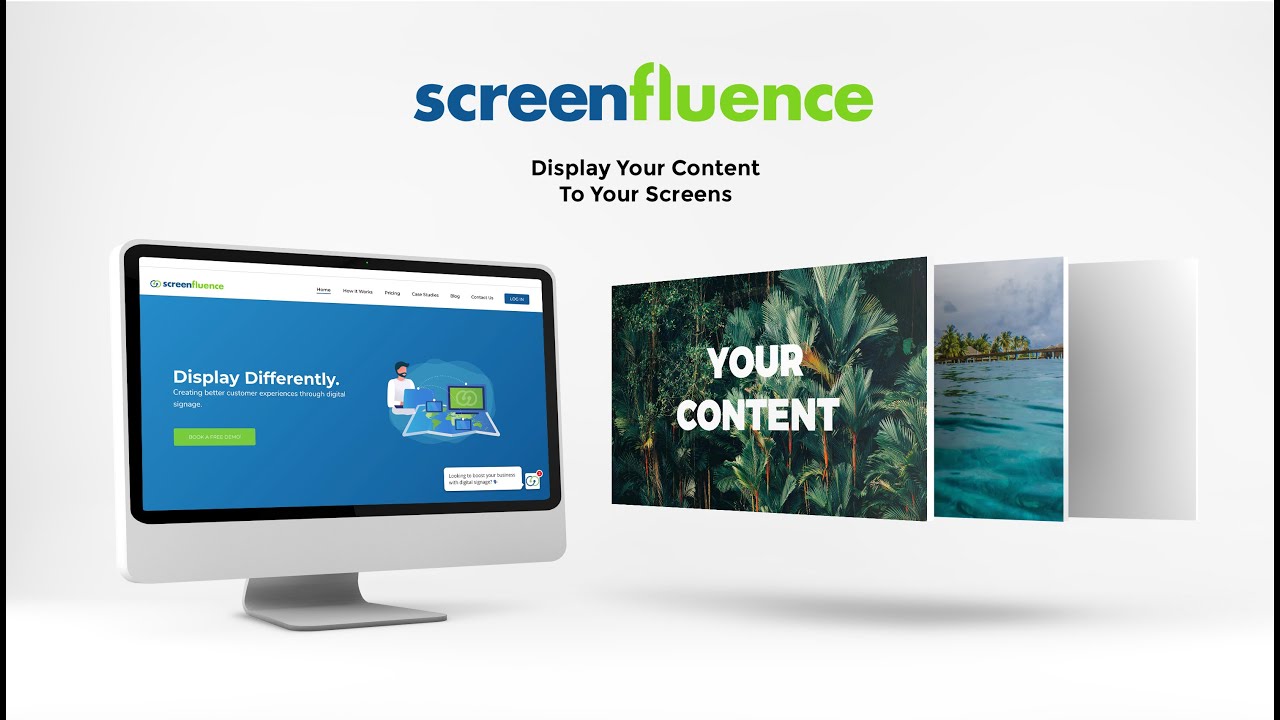 screenfluence
Display Your Content
To Your Screens
screenfluence
Home
How it Works
Pricing
Case Studies
Blog
Contact Us
LOG IN
Display Differently.
Creating better customer experiences through digital
signage.
BOOK A FREE DEMO!
Looking to boost your business
with digital signage?
YOUR
CONTENT